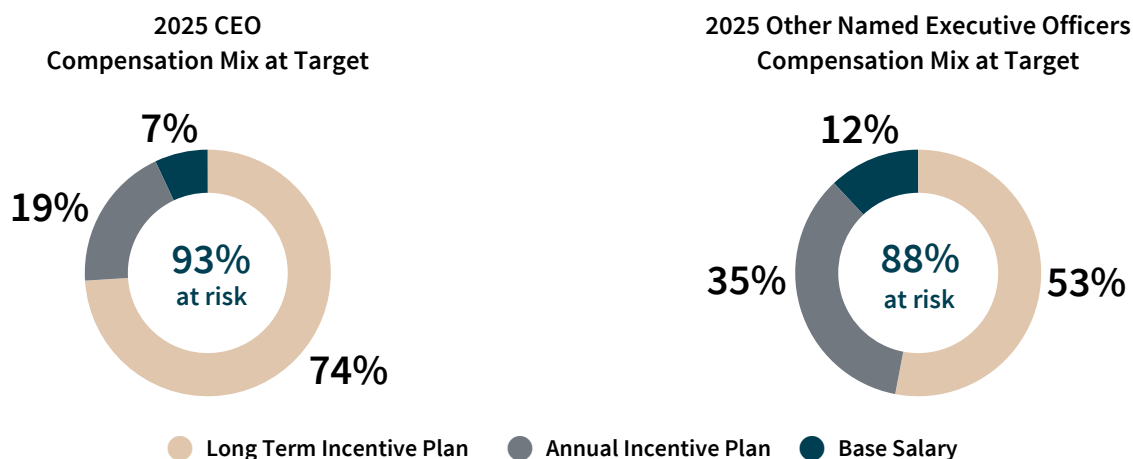 2025 CEO
Compensation Mix at Target
7%
19%
93%
at risk
74%
2025 Other Named Executive Officers
Compensation Mix at Target
12%
35%
88%
at risk
53%
Long Term Incentive Plan
Annual Incentive Plan
Base Salary